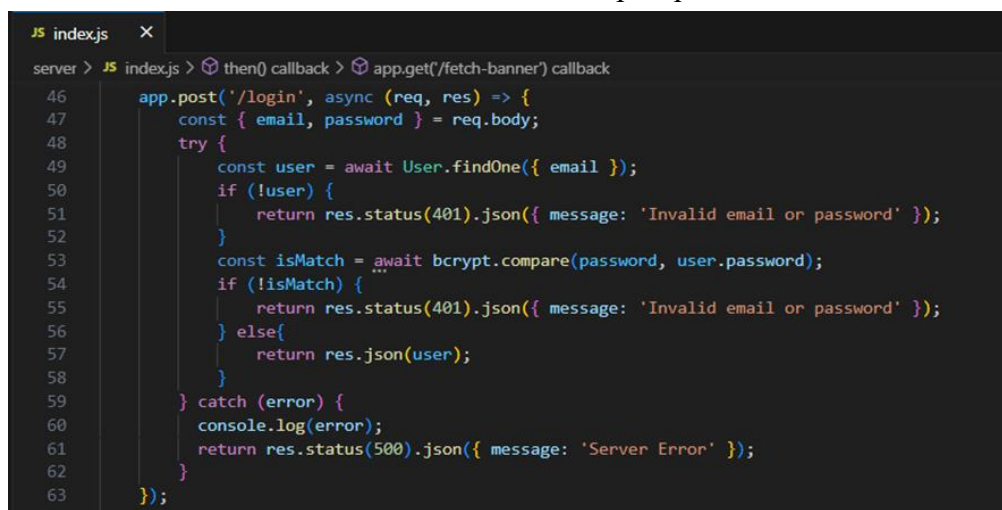 JS index.js ×
server > JS index.js > then() callback > app.get('/fetch-banner') callback
46 app.post('/login', async (req, res) => {
47 const { email, password } = req.body;
48 try {
49 const user = await User.findOne({ email });
50 if (!user) {
51 return res.status(401).json({ message: 'Invalid email or password' });
52 }
53 const isMatch = await bcrypt.compare(password, user.password);
54 if (!isMatch) {
55 return res.status(401).json({ message: 'Invalid email or password' });
56 } else{
57 return res.json(user);
58 }
59 } catch (error) {
60 console.log(error);
61 return res.status(500).json({ message: 'Server Error' });
62 }
63 });